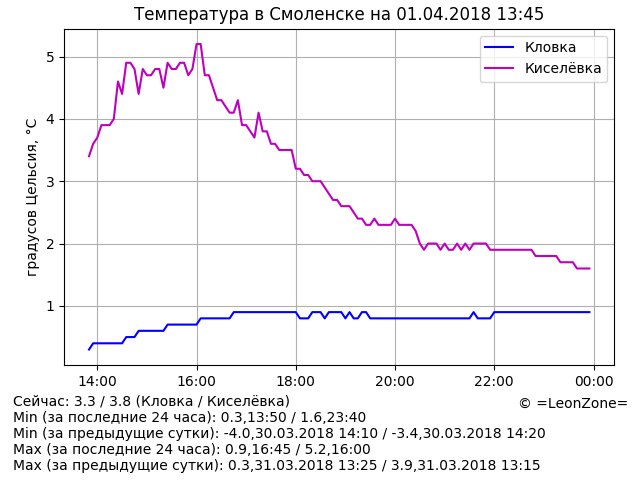 Температура в Смоленске на 01.04.2018 13:45
Кловка
Киселёвка
градусов Цельсия, °C
5
4
3
2
1
14:00 16:00 18:00 20:00 22:00 00:00
Сейчас: 3.3 / 3.8 (Кловка / Киселёвка)
© =LeonZone=
Min (за последние 24 часа): 0.3,13:50 / 1.6,23:40
Min (за предыдущие сутки): -4.0,30.03.2018 14:10 / -3.4,30.03.2018 14:20
Max (за последние 24 часа): 0.9,16:45 / 5.2,16:00
Max (за предыдущие сутки): 0.3,31.03.2018 13:25 / 3.9,31.03.2018 13:15